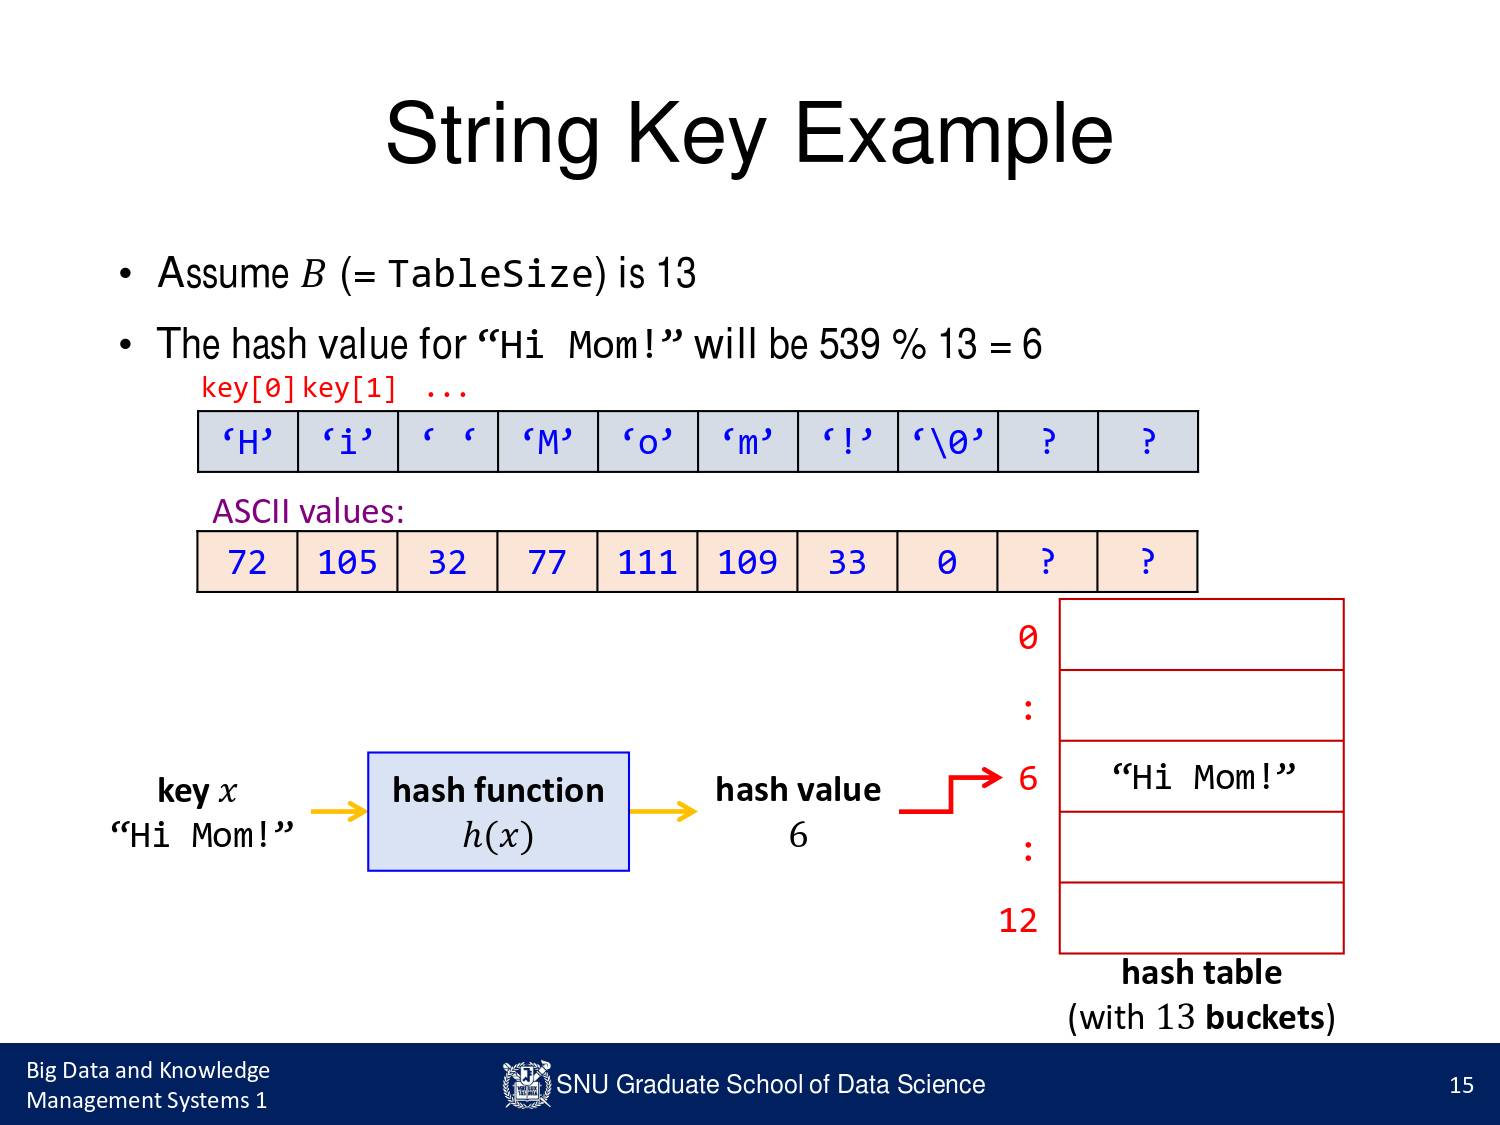 String Key Example
• Assume B (= TableSize) is 13
• The hash value for “Hi Mom!” will be 539 % 13 = 6
key[0] key[1] ...
‘H’ ‘i’ ‘ ‘ ‘M’ ‘o’ ‘m’ ‘!’ ‘\0’ ? ?
ASCII values:
72 105 32 77 111 109 33 0 ? ?
key x
“Hi Mom!”
hash function
h(x)
hash value
6
0
:
6 “Hi Mom!”
:
12
hash table
(with 13 buckets)
Big Data and Knowledge
Management Systems 1
SNU Graduate School of Data Science
15